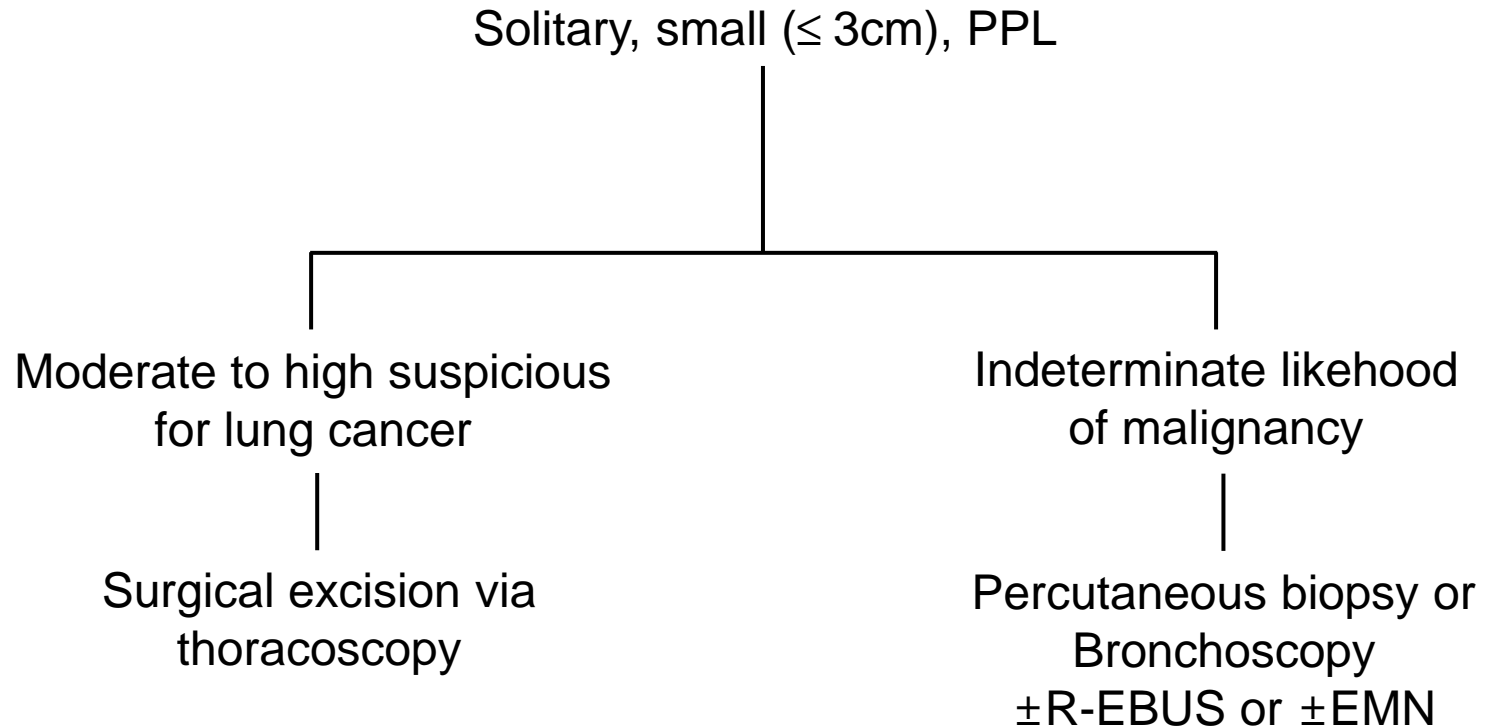 Solitary, small (≤ 3cm), PPL
Moderate to high suspicious
for lung cancer
Surgical excision via
thoracoscopy
Indeterminate likehood
of malignancy
Percutaneous biopsy or
Bronchoscopy
±R-EBUS or ±EMN